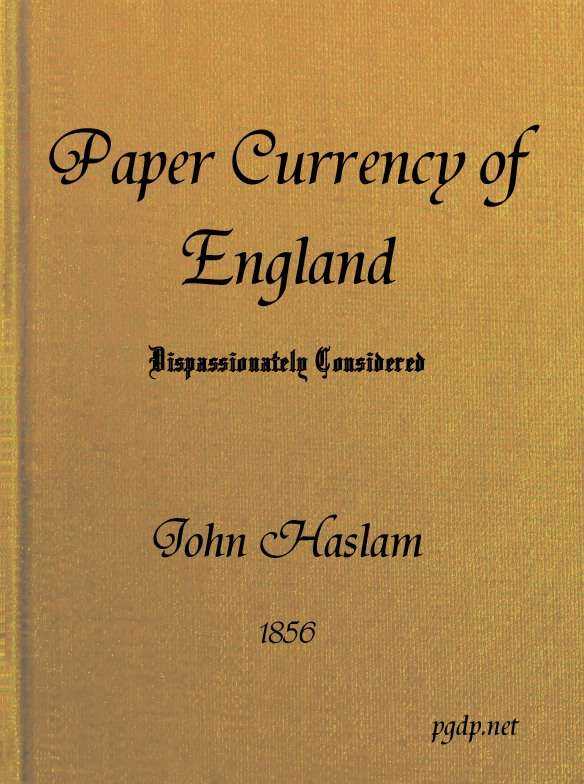 Paper Currency of
England
Dispassionately Considered
John Haslam
1856
pgdp.net